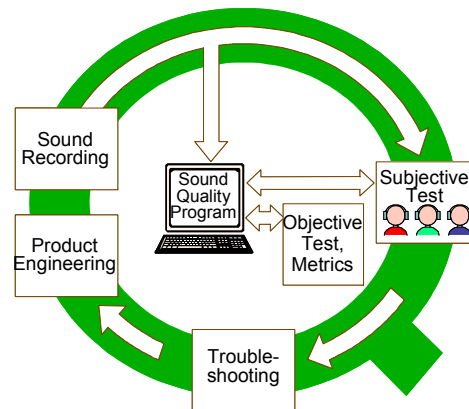 Sound
Recording
Sound
Quality
Program
Subjective
Test
Objective
Test,
Metrics
Product
Engineering
Trouble-
shooting